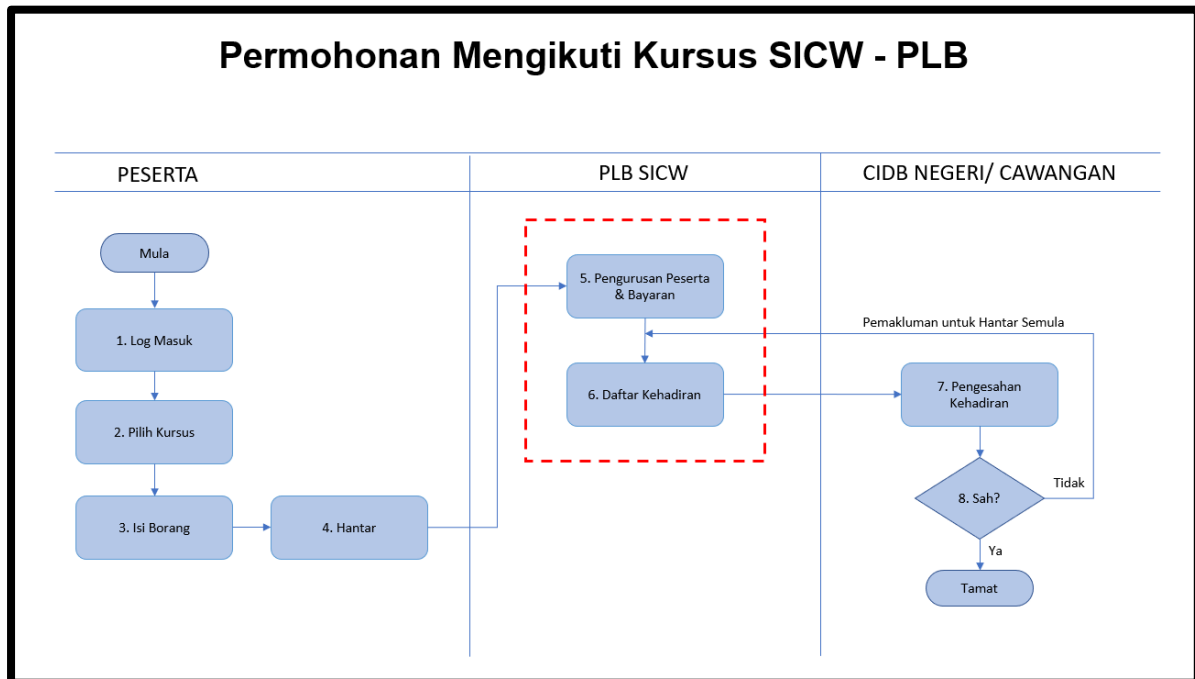 Permohonan Mengikuti Kursus SICW - PLB
PESERTA
PLB SICW
CIDB NEGERI/ CAWANGAN
Mula
1. Log Masuk
2. Pilih Kursus
3. Isi Borang
4. Hantar
5. Pengurusan Peserta
& Bayaran
6. Daftar Kehadiran
Pemakluman untuk Hantar Semula
7. Pengesahan
Kehadiran
8. Sah?
Tidak
Ya
Tamat